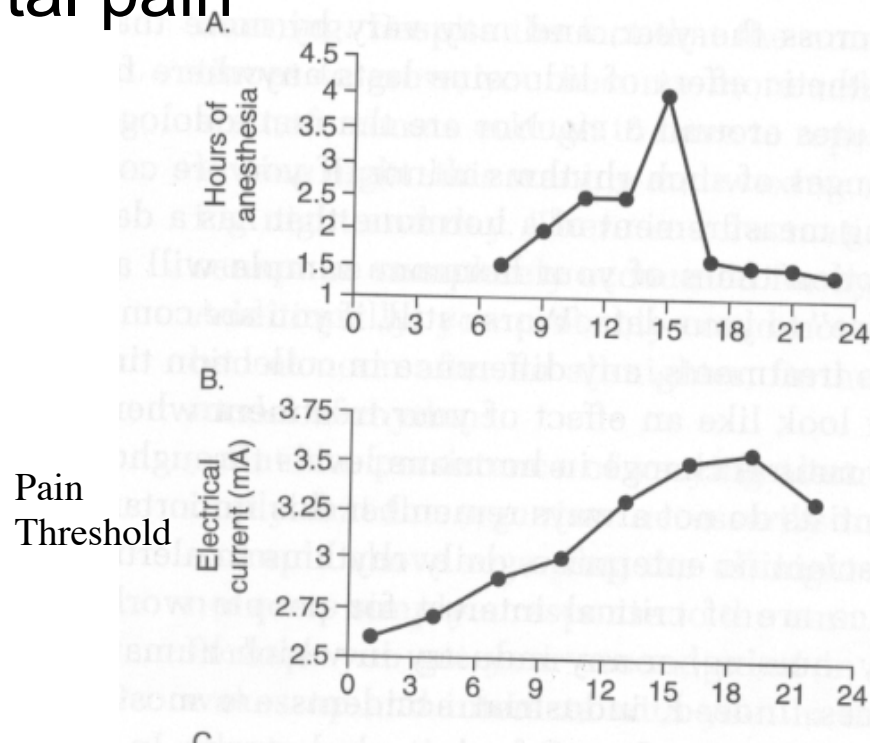 tal pain
A.
Hours of
anesthesia
4.5
4
3.5
3
2.5
2
1.5
1
0 3 6 9 12 15 18 21 24
B.
Pain
Threshold
Electrical
current (mA)
3.75
3.5
3.25
3
2.75
2.5
0 3 6 9 12 15 18 21 24